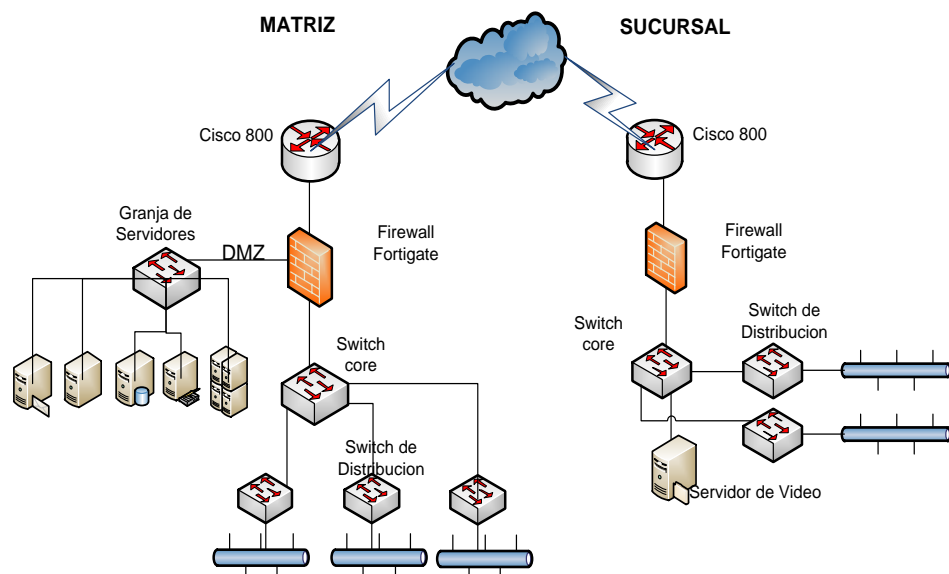 MATRIZ
SUCURSAL
Cisco 800
Cisco 800
Granja de
Servidores
DMZ
Firewall
Fortigate
Firewall
Fortigate
Switch
core
Switch de
Distribucion
Switch
core
Switch de
Distribucion
Servidor de Video